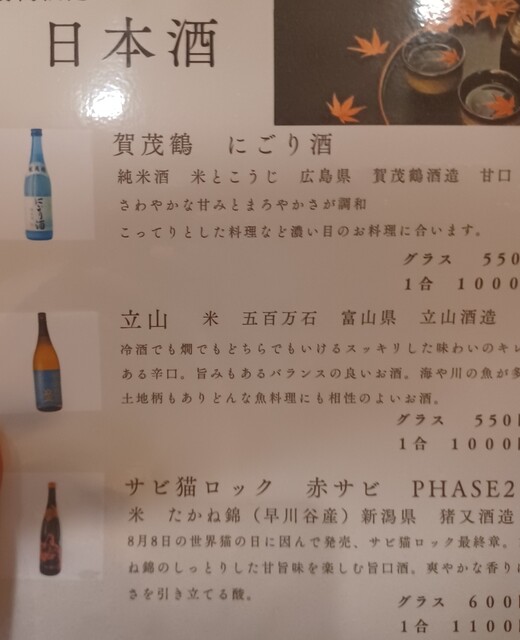 日本酒
賀茂鶴 にごり酒
純米酒 米とこうじ 広島県 賀茂鶴酒造 甘口
さわやかな甘みとまろやかさが調和
こってりとした料理など濃い目のお料理に合います。
グラス 550
1合 1000
立山 米 五百万石 富山県 立山酒造
冷酒でも燗でもどちらでもいけるスッキリした味わいのキレ
ある辛口。旨みもあるバランスの良いお酒。海や川の魚が多
土地柄もありどんな魚料理にも相性のよいお酒。
グラス 550
1合 1000
サビ猫ロック 赤サビ PHASE2
米 たかね錦(早川谷産)新潟県 猪又酒造
8月8日の世界猫の日に因んで発売、サビ猫ロック最終章。
ね錦のしっとりした甘旨味を楽しむ旨口酒。爽やかな香りに
さを引き立てる酸。
グラス 600
1合 1100
にごり酒